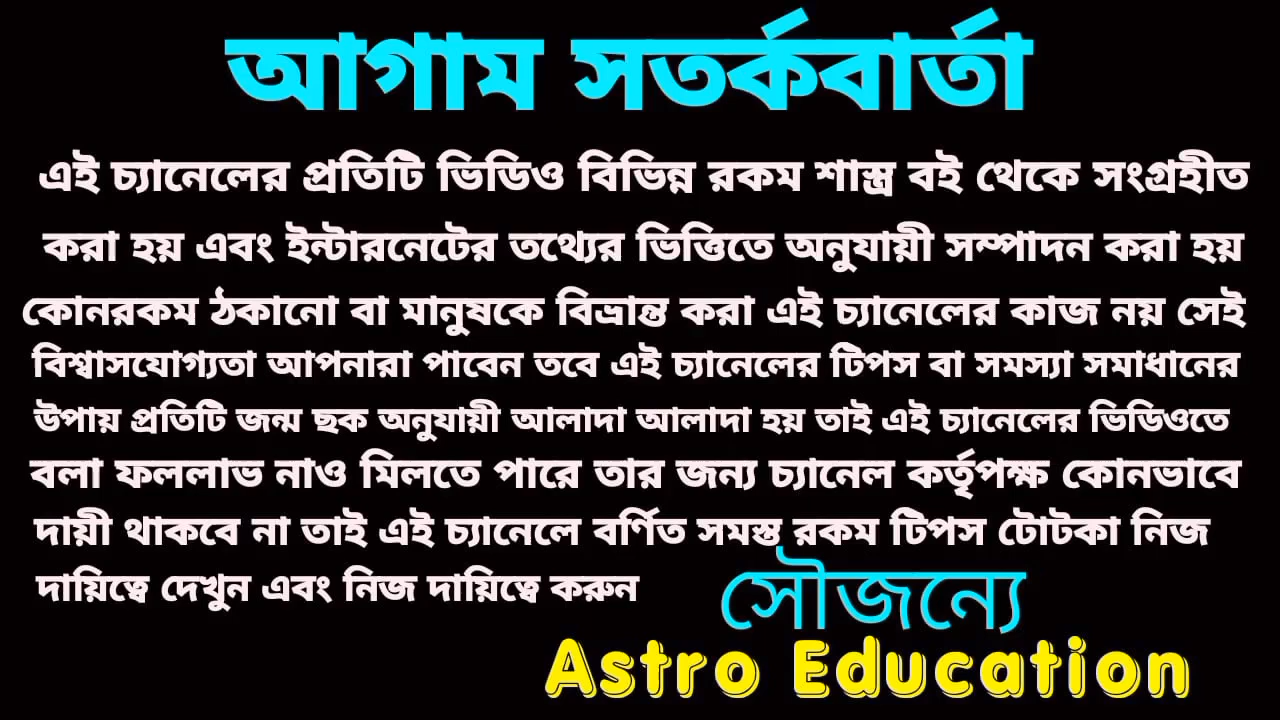 আগাম সতর্কবার্তা
এই চ্যানেলের প্রতিটি ভিডিও বিভিন্ন রকম শাস্ত্র বই থেকে সংগ্রহীত
করা হয় এবং ইন্টারনেটের তথ্যের ভিত্তিতে অনুযায়ী সম্পাদন করা হয়
কোনরকম ঠকানো বা মানুষকে বিভ্রান্ত করা এই চ্যানেলের কাজ নয় সেই
বিশ্বাসযোগ্যতা আপনারা পাবেন তবে এই চ্যানেলের টিপস বা সমস্যা সমাধানের
উপায় প্রতিটি জন্ম ছক অনুযায়ী আলাদা আলাদা হয় তাই এই চ্যানেলের ভিডিওতে
বলা ফললাভ নাও মিলতে পারে তার জন্য চ্যানেল কর্তৃপক্ষ কোনভাবে
দায়ী থাকবে না তাই এই চ্যানেলে বর্ণিত সমস্ত রকম টিপস টোটকা নিজ
দায়িত্বে দেখুন এবং নিজ দায়িত্বে করুন
সৌজন্যে
Astro Education